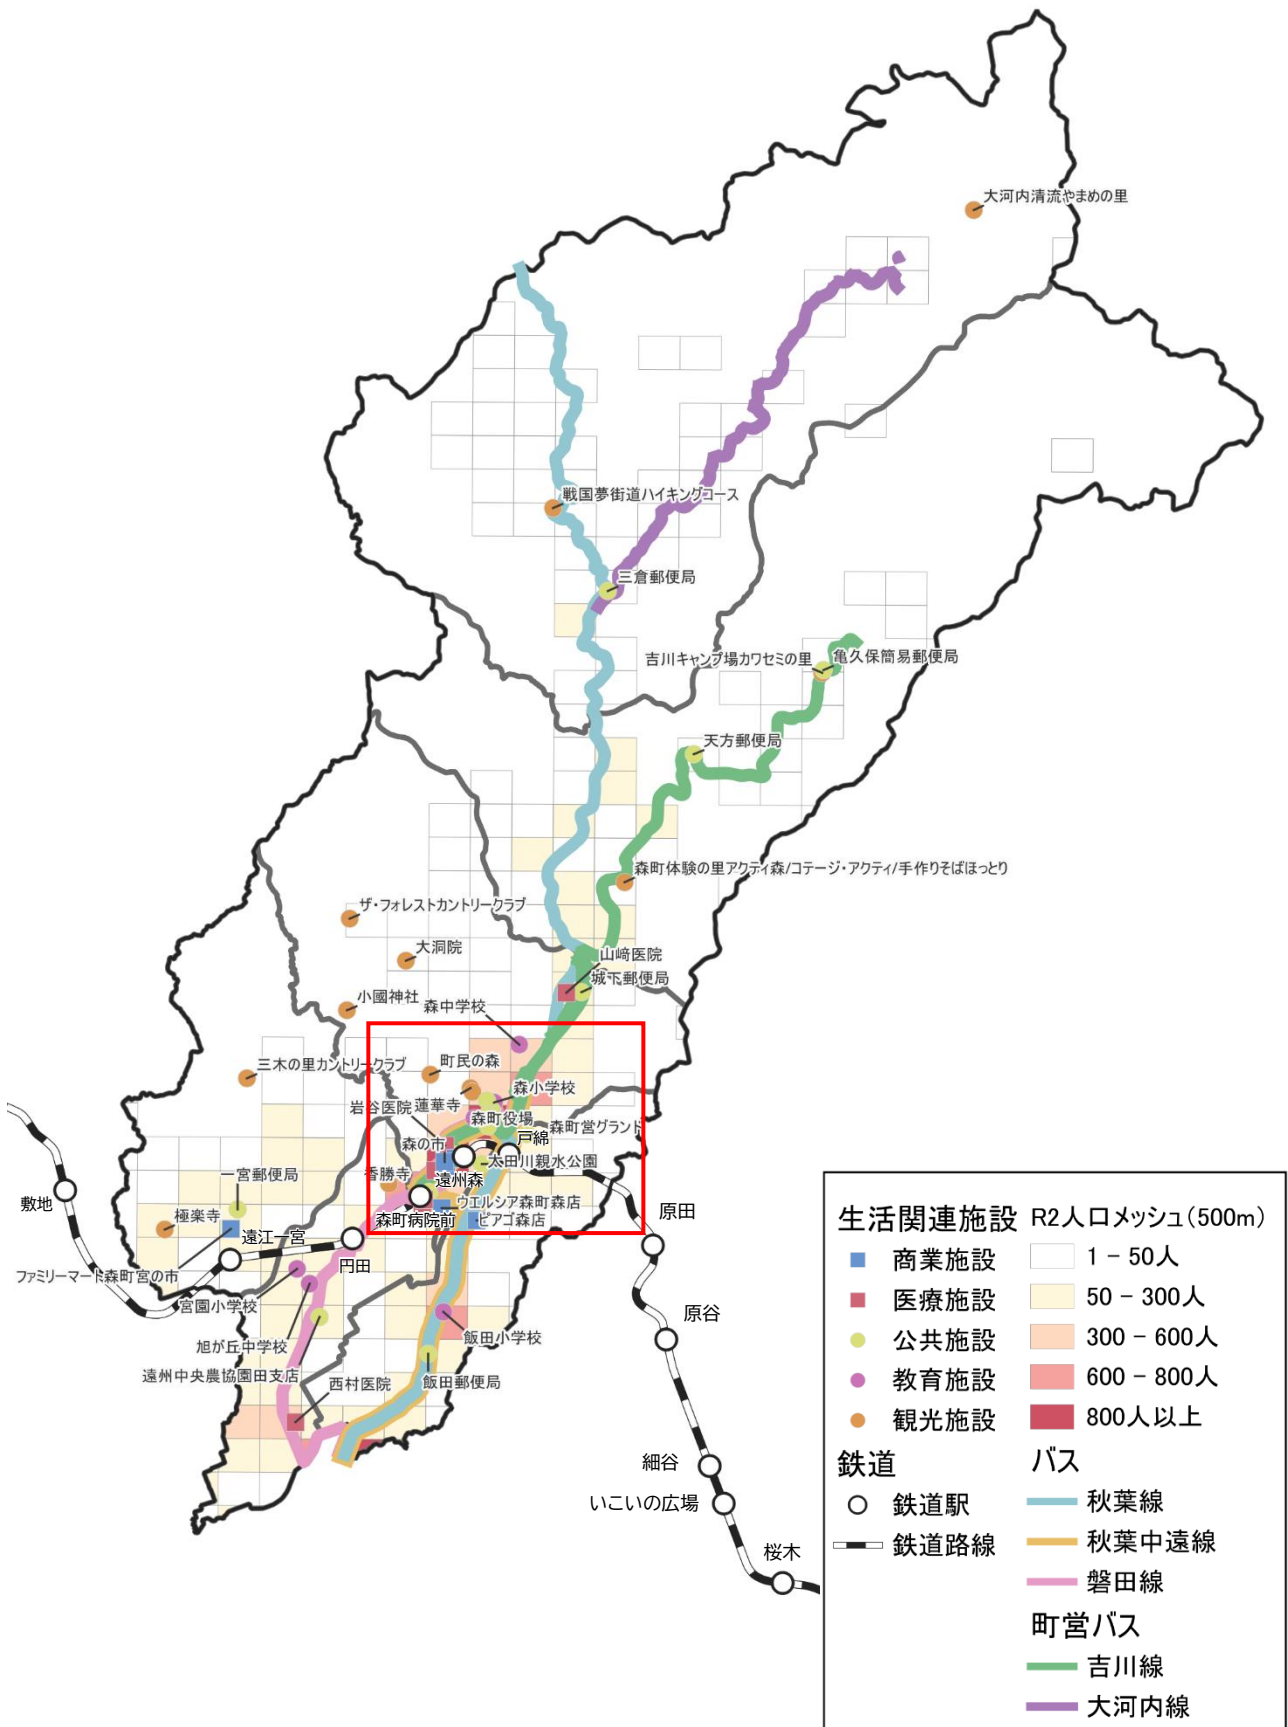 大河内清流やまめの里
戦国夢街道ハイキングコース
三倉郵便局
吉川キャンプ場カワセミの里
亀久保簡易郵便局
天方郵便局
森町体験の里アクティ森/コテージ・アクティ/手作りそばほっとり
ザ・フォレストカントリークラブ
大洞院
山﨑医院
城下郵便局
小國神社
森中学校
三木の里カントリークラブ
町民の森
森小学校
岩谷医院
蓮華寺
森町役場
森町営グランド
戸綿
森の市
太田川親水公園
香勝寺
遠州森
一宮郵便局
敷地
極楽寺
ウエルシア森町森店
森町病院前
ピアゴ森店
原田
遠江一宮
円田
ファミリーマート森町宮の市
宮園小学校
原谷
旭が丘中学校
飯田小学校
遠州中央農協園田支店
西村医院
飯田郵便局
細谷
いこいの広場
桜木
生活関連施設
商業施設
医療施設
公共施設
教育施設
観光施設
鉄道
鉄道駅
鉄道路線
R2人口メッシュ(500m)
1 - 50人
50 - 300人
300 - 600人
600 - 800人
800人以上
バス
秋葉線
秋葉中遠線
磐田線
町営バス
吉川線
大河内線